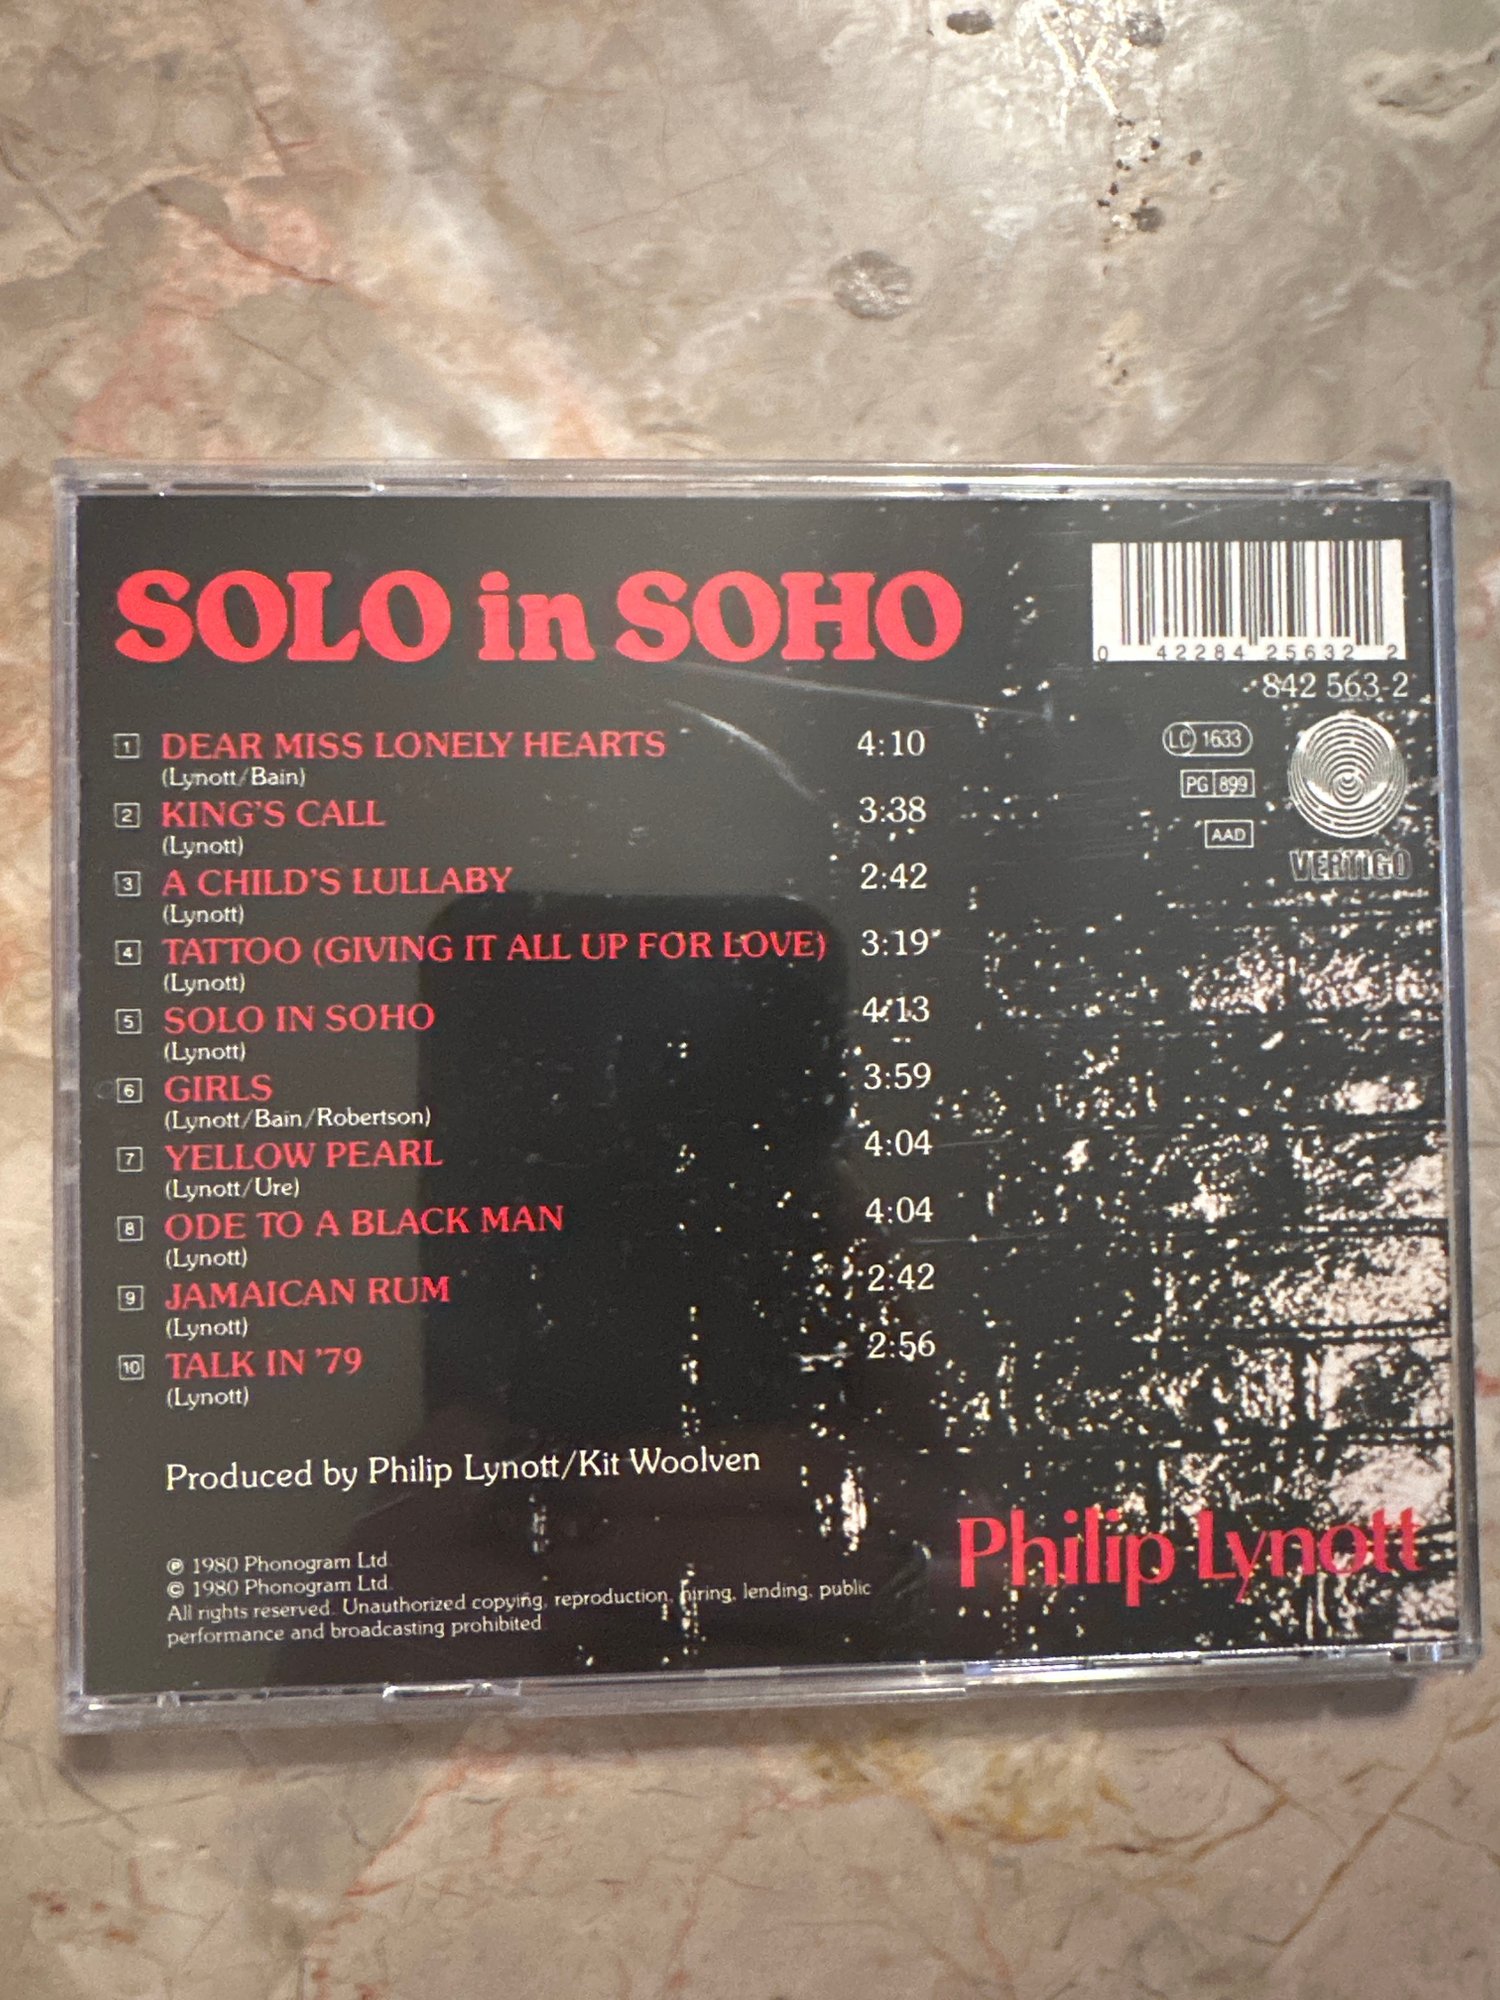 SOLO in SOHO
0 42284 25632 2
842 563-2
LC 1633
PG 899
AAD
VERTIGO
1 DEAR MISS LONELY HEARTS 4:10
(Lynott/Bain)
2 KING'S CALL 3:38
(Lynott)
3 A CHILD'S LULLABY 2:42
(Lynott)
4 TATTOO (GIVING IT ALL UP FOR LOVE) 3:19
(Lynott)
5 SOLO IN SOHO 4:13
(Lynott)
6 GIRLS 3:59
(Lynott/Bain/Robertson)
7 YELLOW PEARL 4:04
(Lynott/Ure)
8 ODE TO A BLACK MAN 4:04
(Lynott)
9 JAMAICAN RUM 2:42
(Lynott)
10 TALK IN '79 2:56
(Lynott)
Produced by Philip Lynott/Kit Woolven
Philip Lynott
℗ 1980 Phonogram Ltd.
© 1980 Phonogram Ltd.
All rights reserved. Unauthorized copying, reproduction, hiring, lending, public
performance and broadcasting prohibited.